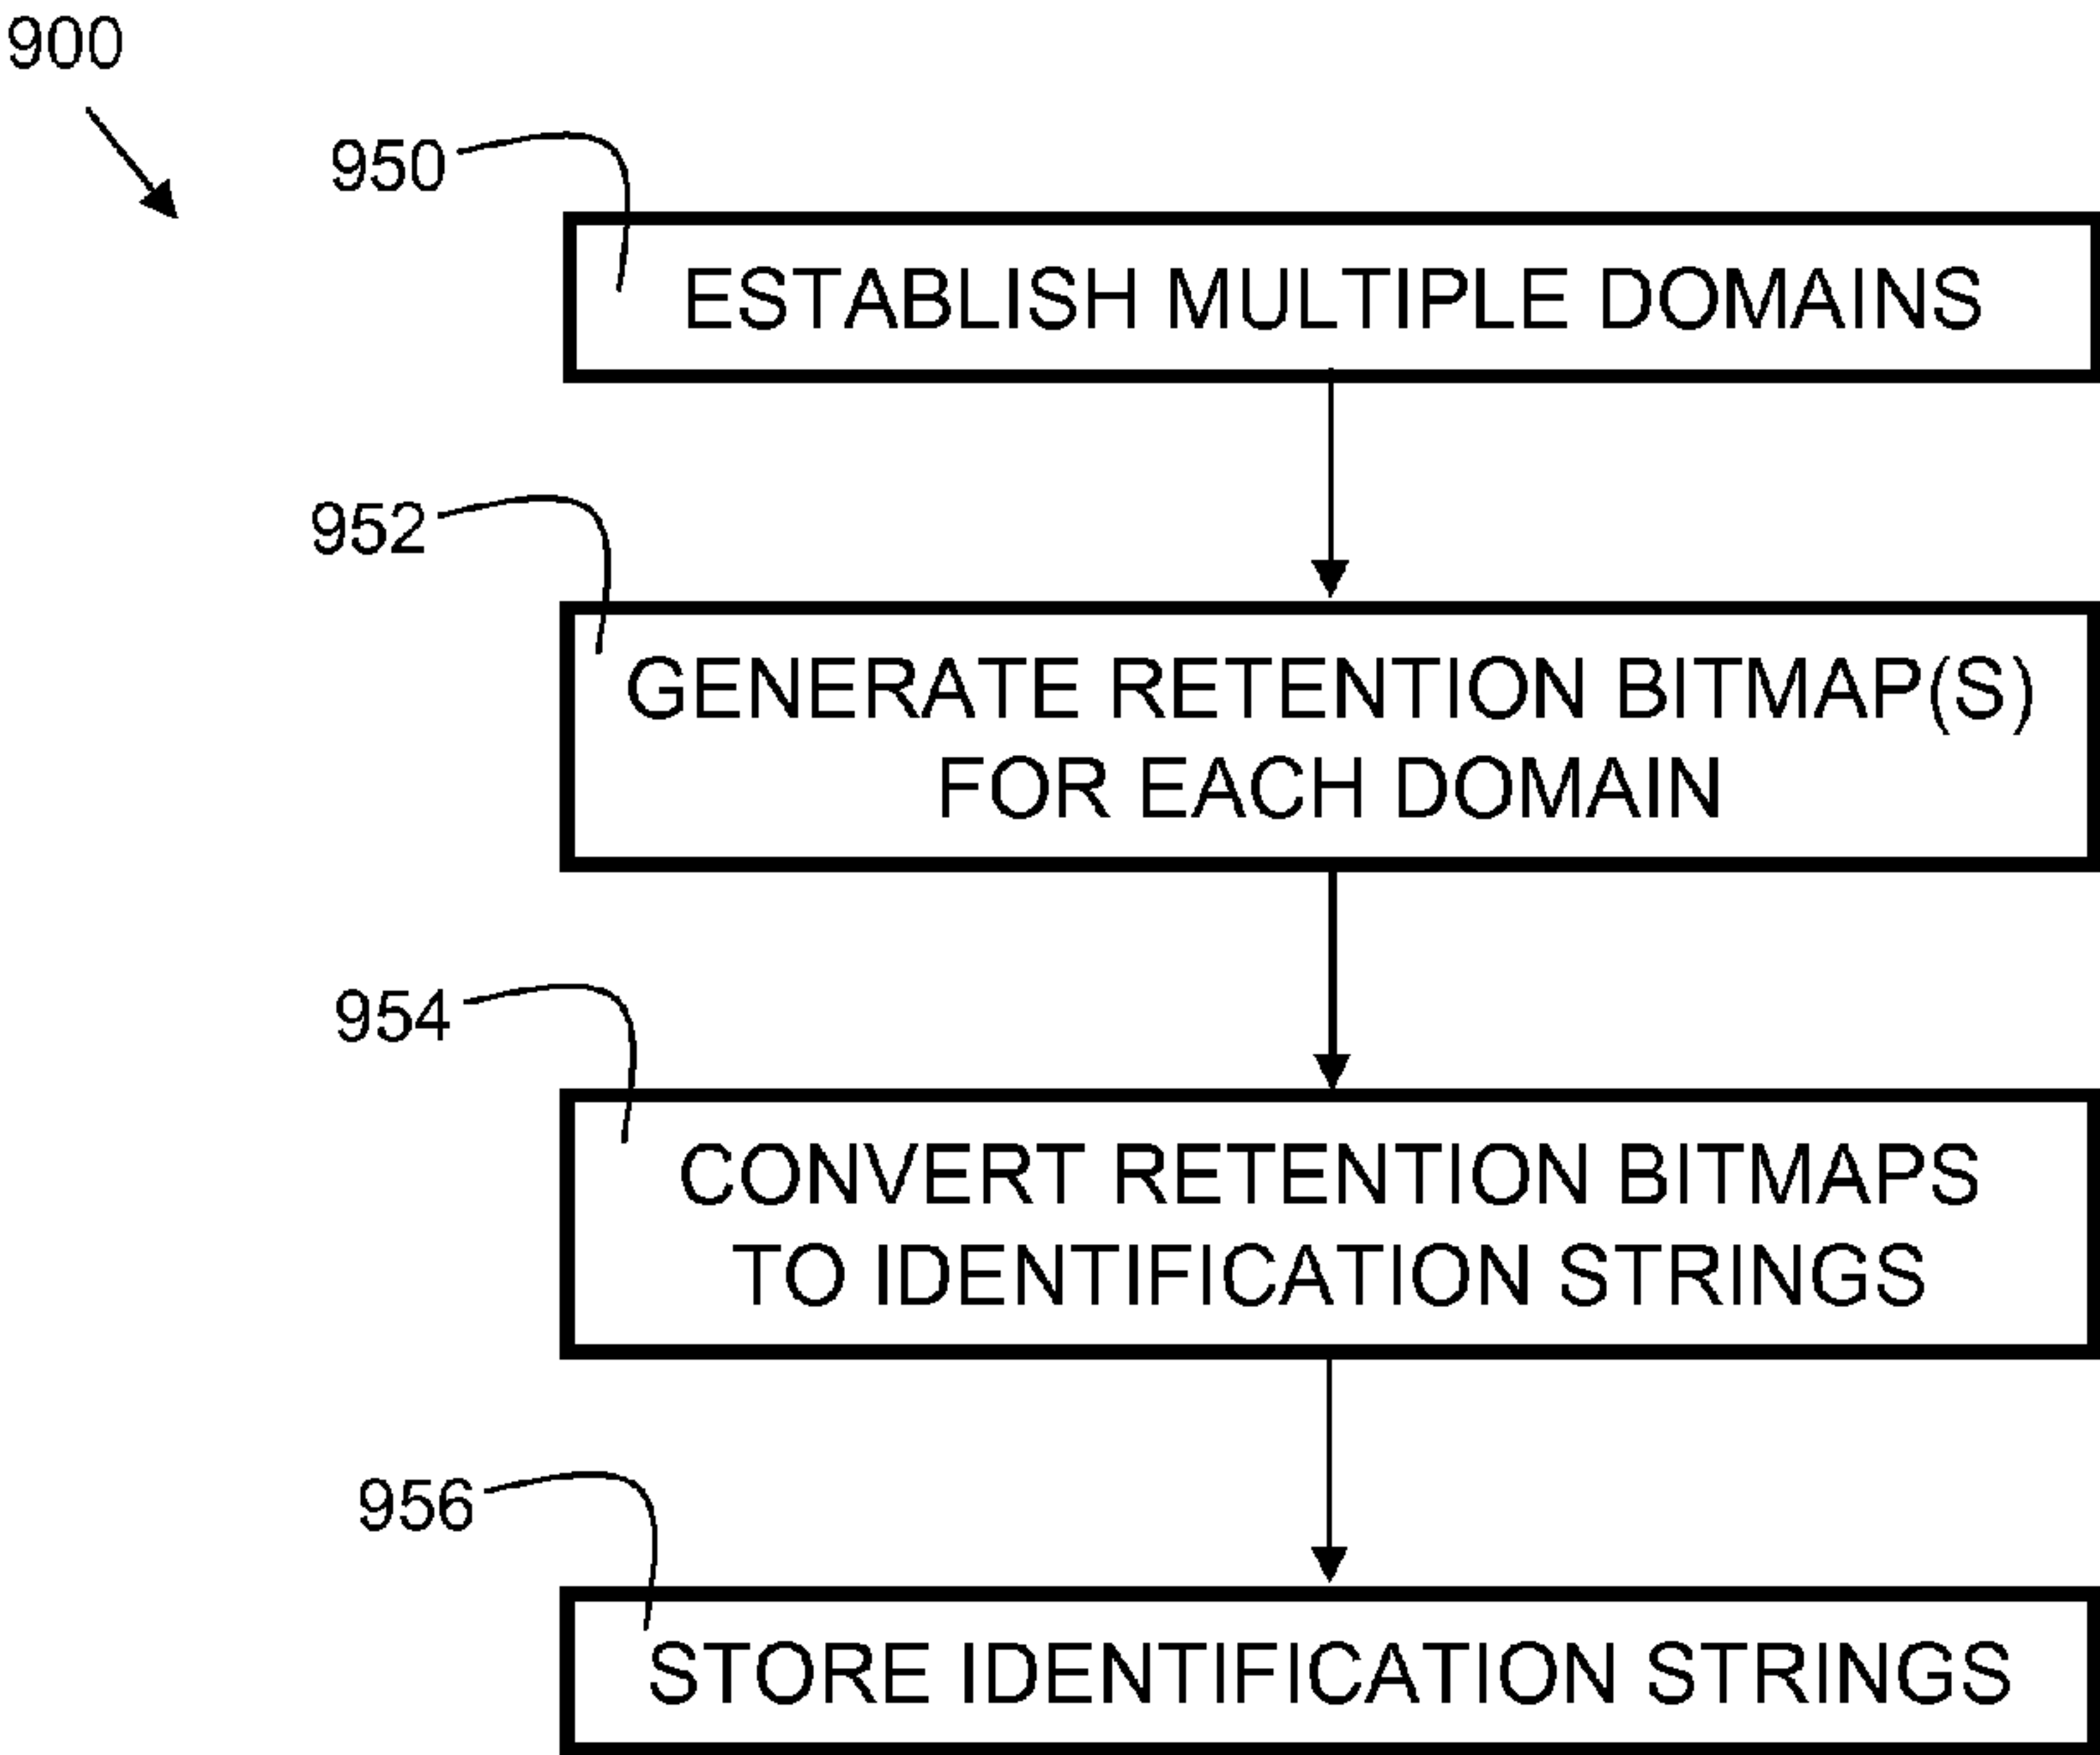 900
950
ESTABLISH MULTIPLE DOMAINS
952
GENERATE RETENTION BITMAP(S)
FOR EACH DOMAIN
954
CONVERT RETENTION BITMAPS
TO IDENTIFICATION STRINGS
956
STORE IDENTIFICATION STRINGS